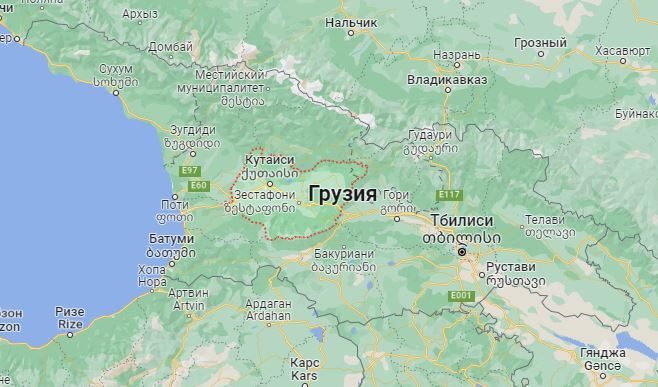 Архыз
Нальчик
Грозный
Хасавюрт
Домбай
Назрань
Сухум
სოხუმი
Местийский
муниципалитет
მესტია
Владикавказ
Буйнакс
Зугдиди
ზუგდიდი
Гудаури
გუდაური
E97
E60
Кутаиси
ქუთაისი
Зестафони
ზესტაფონი
Грузия
Гори
გორი
E117
Поти
ფოთი
Тбилиси
თბილისი
Телави
თელავი
Батуми
ბათუმი
Бакуриани
ბაკურიანი
Хопа
Hopa
Рустави
რუსთავი
Артвин
Artvin
E001
Ардаган
Ardahan
Ризе
Rize
Гянджа
Gəncə
Карс
Kars